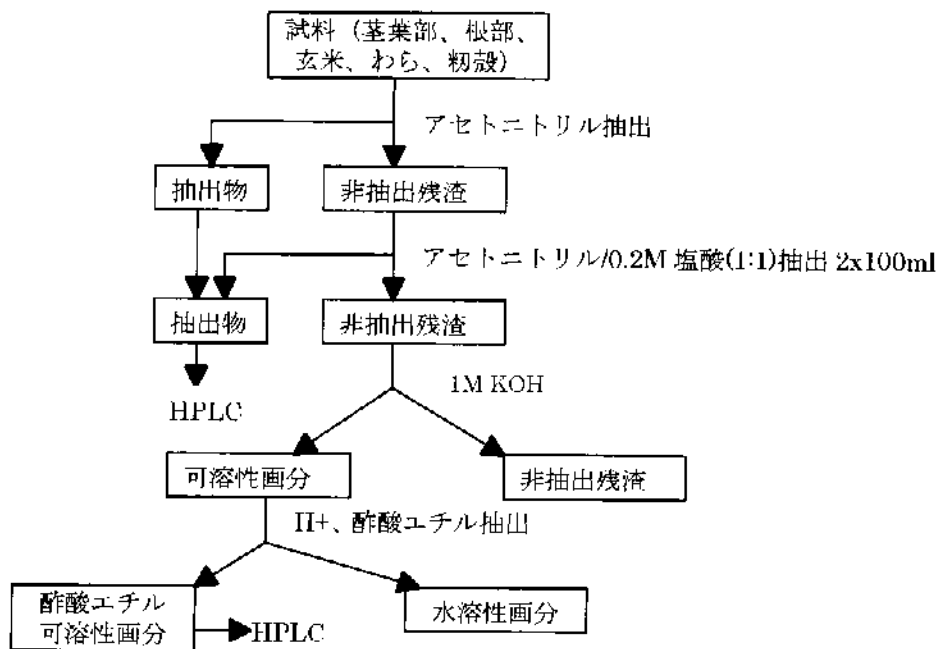 試料（茎葉部、根部、
玄米、わら、籾殻）
アセトニトリル抽出
抽出物
非抽出残渣
アセトニトリル/0.2M 塩酸(1:1)抽出 2x100ml
抽出物
非抽出残渣
1M KOH
HPLC
可溶性画分
非抽出残渣
H+、酢酸エチル抽出
酢酸エチル
可溶性画分
HPLC
水溶性画分